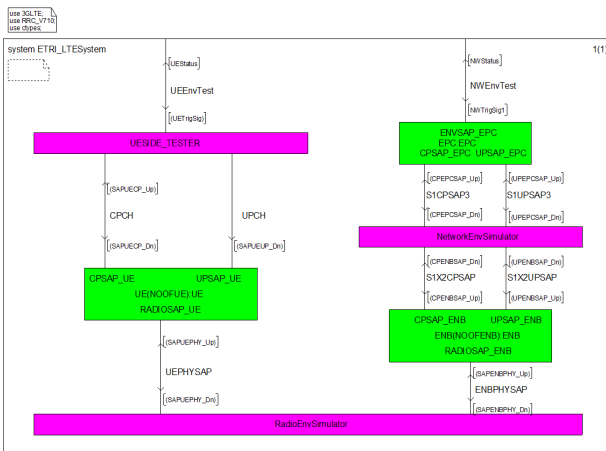 use 3GLTE;
use RRC_V710;
use ctypes;
system ETRI_LTESystem
1(1)
[UEStatus]
UEEnvTest
[(UETrigSig)]
UESIDE_TESTER
[(SAPUECP_Up)]
CPCH
UPCH
[(SAPUECP_Dn)]
[(SAPUEUP_Dn)]
CPSAP_UE UPSAP_UE
UE(NOOFUE):UE
RADIOSAP_UE
[(SAPUEPHY_Up)]
UEPHYSAP
[(SAPUEPHY_Dn)]
[NWStatus]
NWEnvTest
[NWTrigSig1]
ENVSAP_EPC
EPC:EPC
CPSAP_EPC UPSAP_EPC
[(CPEPCSAP_Up)] [(UPEPCSAP_Up)]
S1CPSAP3 S1UPSAP3
[(CPEPCSAP_Dn)] [(UPEPCSAP_Dn)]
NetworkEnvSimulator
[(CPENBSAP_Dn)] [(UPENBSAP_Dn)]
S1X2CPSAP S1X2UPSAP
[(CPENBSAP_Up)] [(UPENBSAP_Up)]
CPSAP_ENB UPSAP_ENB
ENB(NOOFENB):ENB
RADIOSAP_ENB
[(SAPENBPHY_Up)]
ENBPHYSAP
[(SAPENBPHY_Dn)]
RadioEnvSimulator